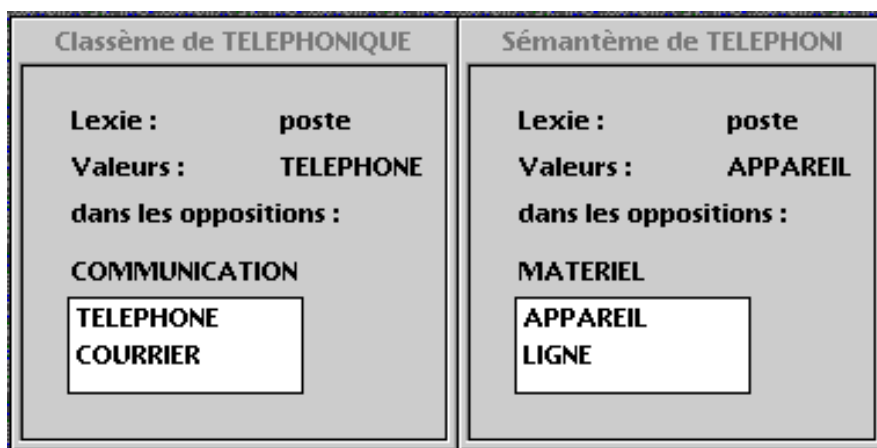 Classème de TELEPHONIQUE
Lexie : poste
Valeurs : TELEPHONE
dans les oppositions :
COMMUNICATION
TELEPHONE
COURRIER
Sémantème de TELEPHONI
Lexie : poste
Valeurs : APPAREIL
dans les oppositions :
MATERIEL
APPAREIL
LIGNE